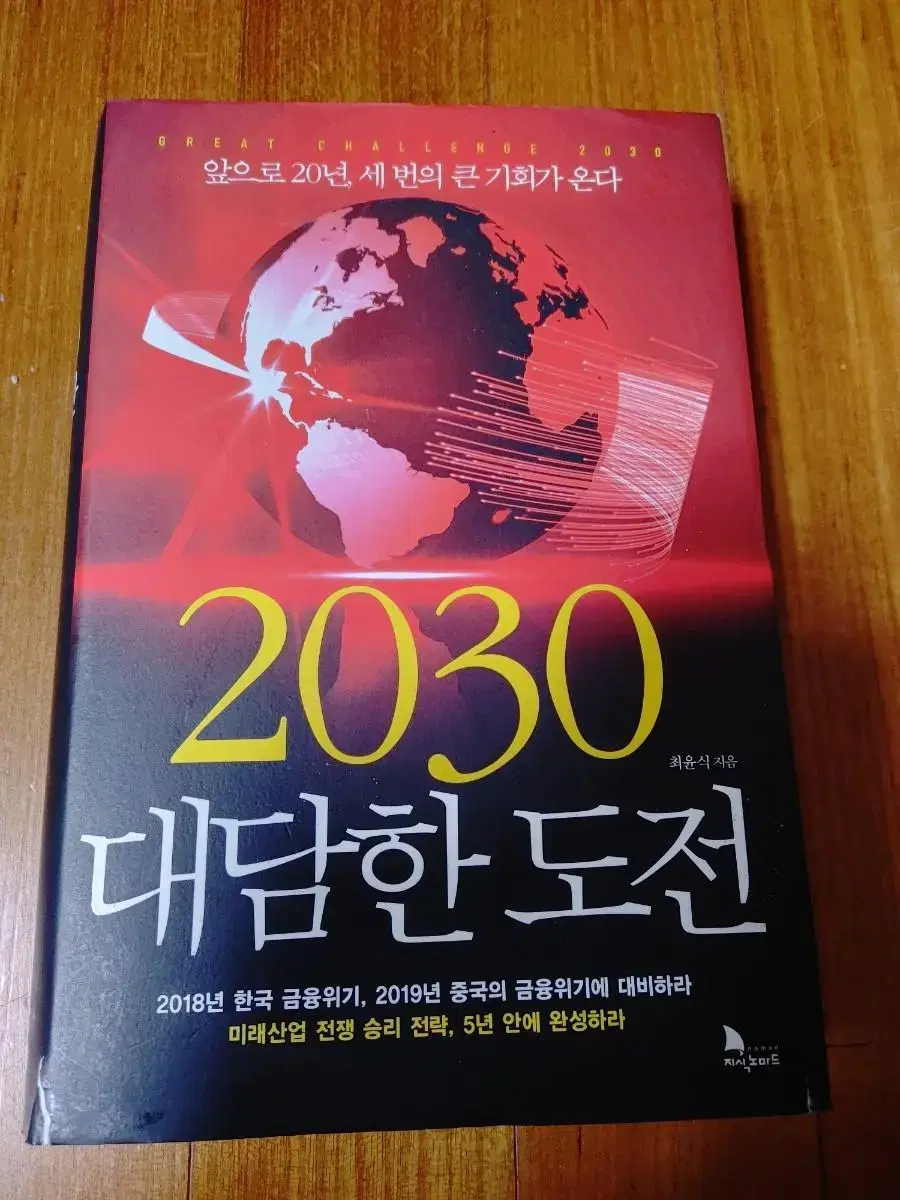 GREAT CHALLENGE 2030
앞으로 20년, 세 번의 큰 기회가 온다
2030
최윤식 지음
대담한 도전
2018년 한국 금융위기, 2019년 중국의 금융위기에 대비하라
미래산업 전쟁 승리 전략, 5년 안에 완성하라
nomad
지식노마드